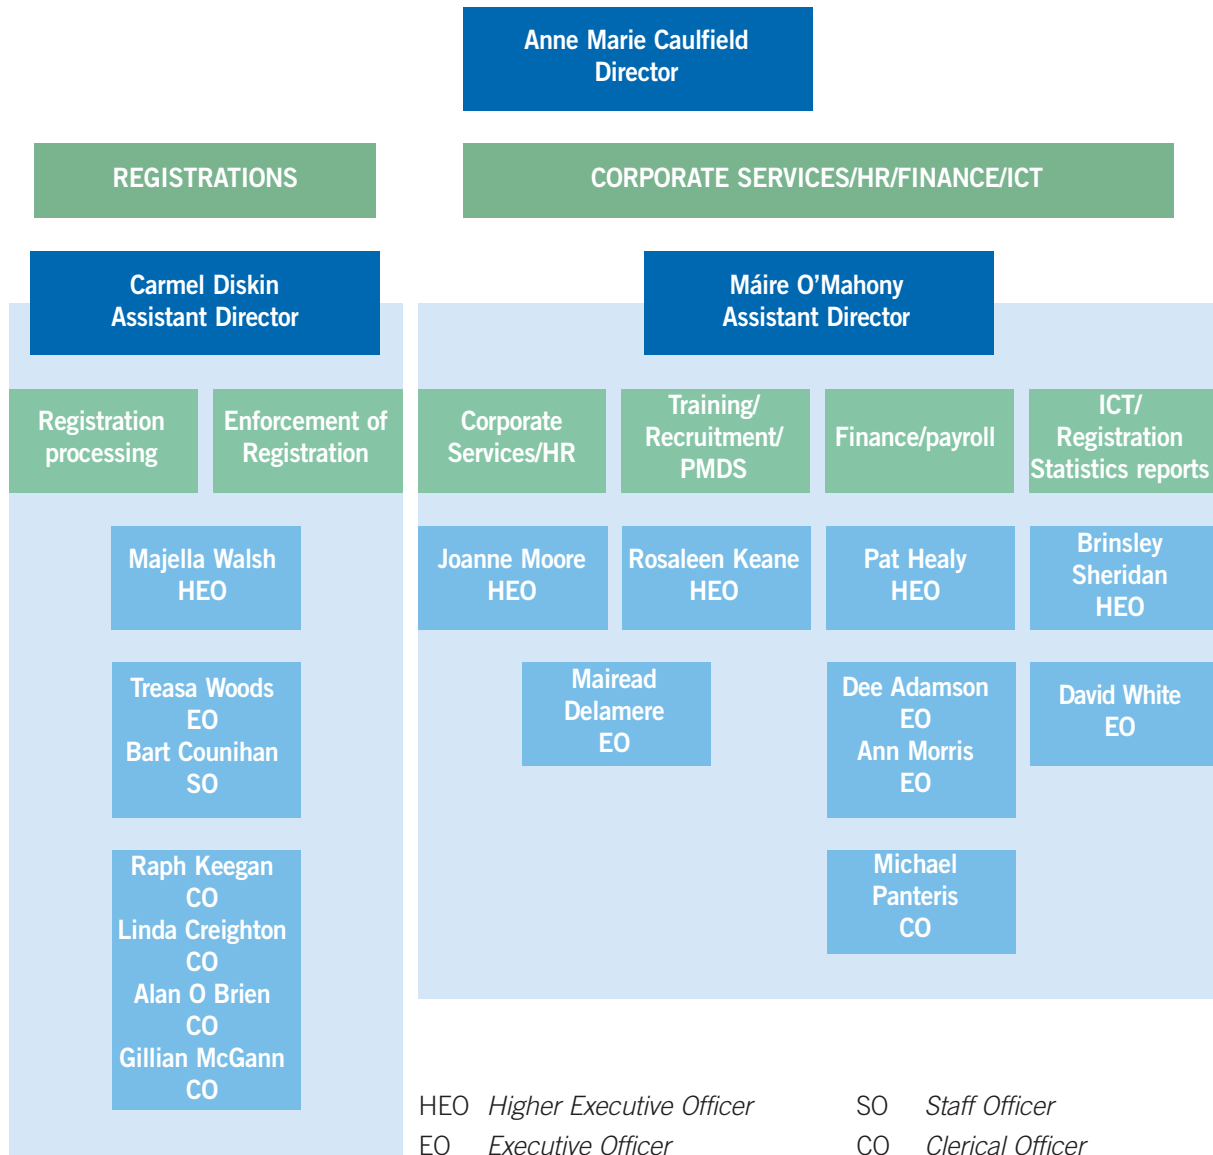 Anne Marie Caulfield
Director
REGISTRATIONS
CORPORATE SERVICES/HR/FINANCE/ICT
Carmel Diskin
Assistant Director
Máire O’Mahony
Assistant Director
Registration
processing
Enforcement of
Registration
Corporate
Services/HR
Training/
Recruitment/
PMDS
Finance/payroll
ICT/
Registration
Statistics reports
Majella Walsh
HEO
Joanne Moore
HEO
Rosaleen Keane
HEO
Pat Healy
HEO
Brinsley
Sheridan
HEO
Treasa Woods
EO
Bart Counihan
SO
Mairead
Delamere
EO
Dee Adamson
EO
Ann Morris
EO
David White
EO
Raph Keegan
CO
Linda Creighton
CO
Alan O Brien
CO
Gillian McGann
CO
Michael
Panteris
CO
HEO Higher Executive Officer
SO Staff Officer
EO Executive Officer
CO Clerical Officer